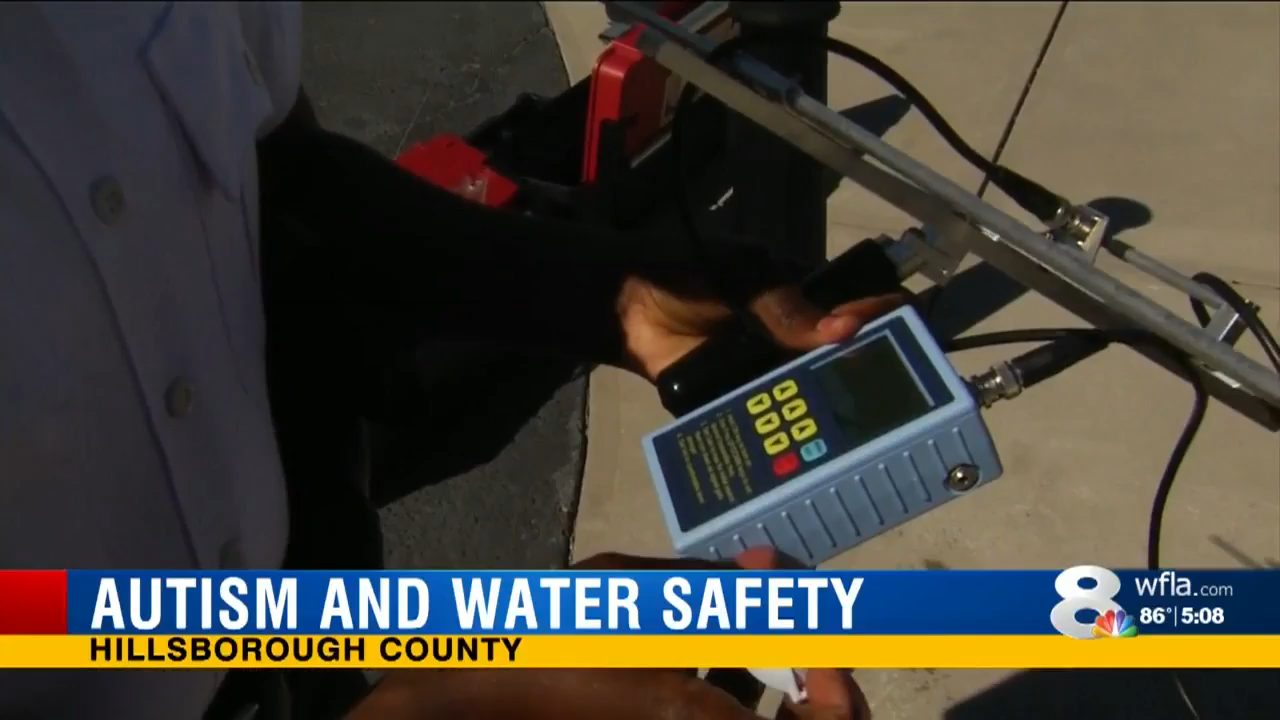 AUTISM AND WATER SAFETY
HILLSBOROUGH COUNTY
8
wfla.com
86° | 5:08